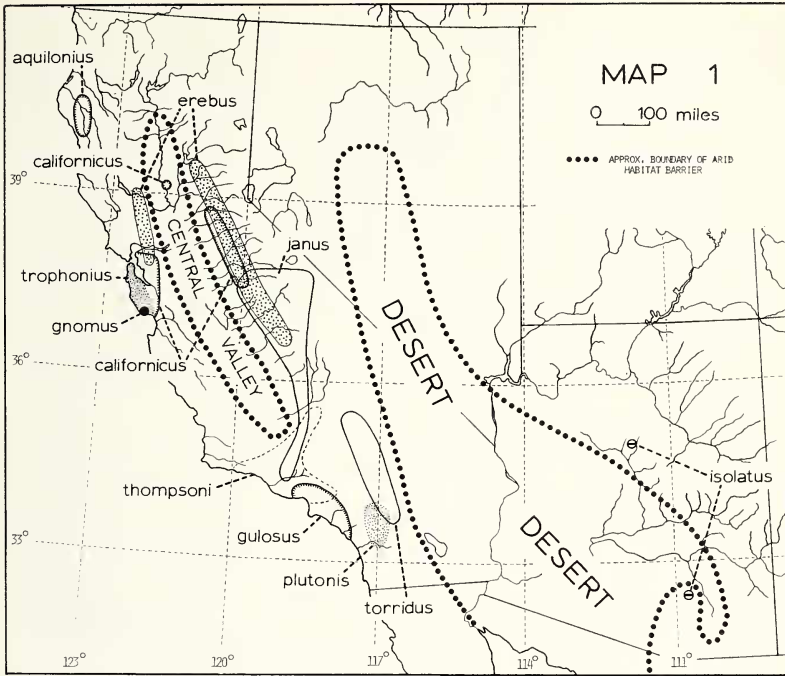 MAP 1
0 100 miles
APPROX. BOUNDARY OF ARID
HABITAT BARRIER
aquilonius
erebus
californicus
39°
CENTRAL
VALLEY
janus
trophonius
gnomus
californicus
36°
DESERT
thompsoni
gulosus
isolatus
33°
plutonis
torridus
DESERT
123°
120°
117°
114°
111°